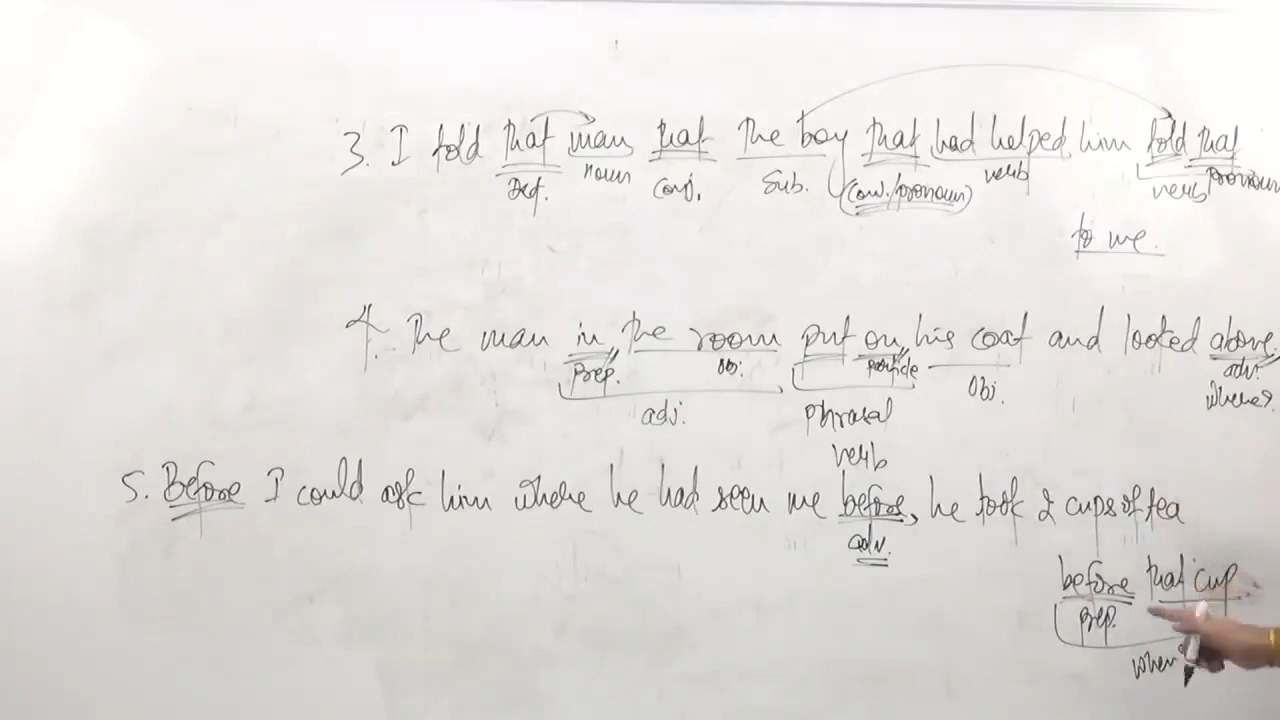 3. I told that man that the boy that had helped him told that
Det. noun Conj. Sub. (conj./pronoun) verb verb pronoun
to me.
4. The man in the room put on his coat and looked above.
Prep. Obj. particle Obj. adv.
adj. phrasal where?
verb
5. Before I could ask him where he had seen me before, he took 2 cups of tea
adv.
before that cup
prep.
when